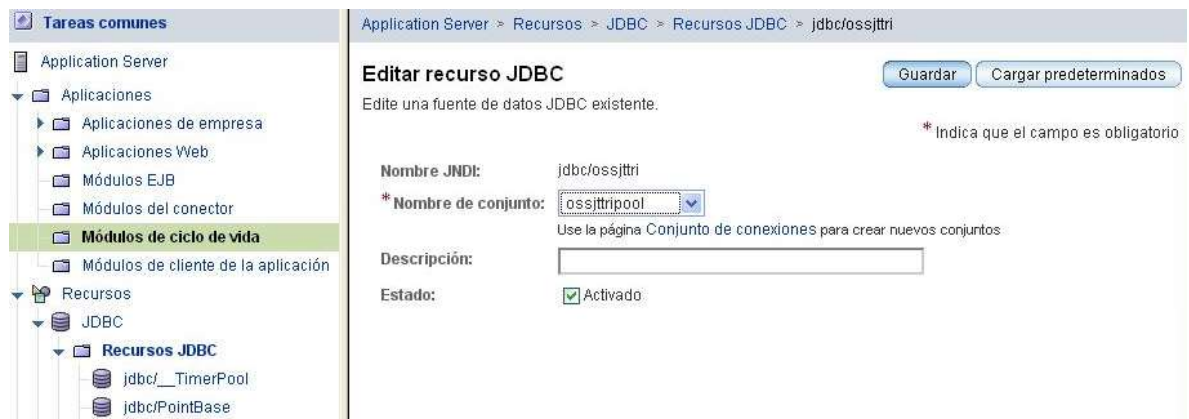 Tareas comunes
Application Server
Aplicaciones
Aplicaciones de empresa
Aplicaciones Web
Módulos EJB
Módulos del conector
Módulos de ciclo de vida
Módulos de cliente de la aplicación
Recursos
JDBC
Recursos JDBC
jdbc/__TimerPool
jdbc/PointBase
Application Server > Recursos > JDBC > Recursos JDBC > jdbc/ossjttri
Editar recurso JDBC
Guardar
Cargar predeterminados
Edite una fuente de datos JDBC existente.
* Indica que el campo es obligatorio
Nombre JNDI: jdbc/ossjttri
* Nombre de conjunto: ossjttripool
Use la página Conjunto de conexiones para crear nuevos conjuntos
Descripción:
Estado: Activado